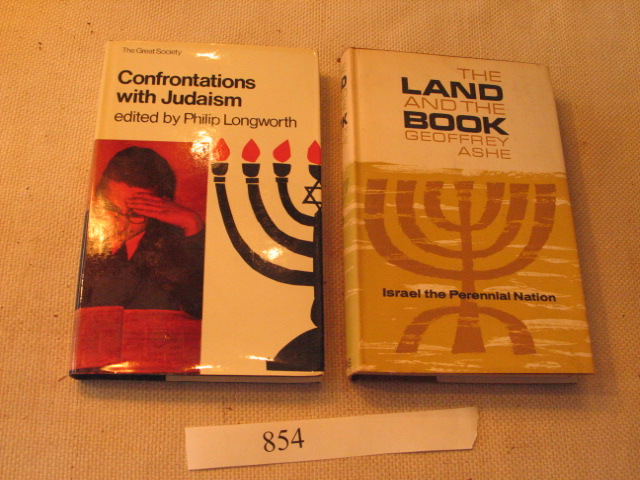 The Great Society
Confrontations
with Judaism
edited by Philip Longworth
THE
LAND
AND THE
BOOK
GEOFFREY
ASHE
Israel the Perennial Nation
854